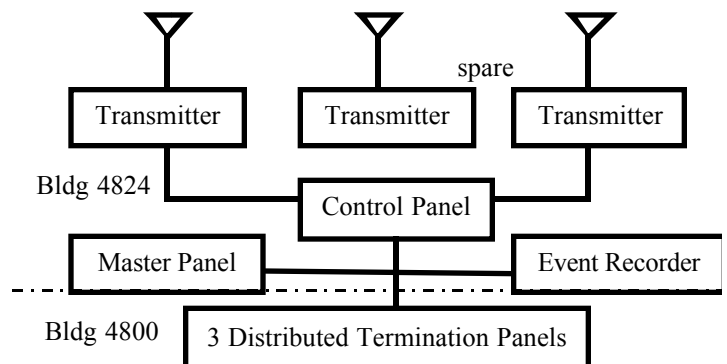 spare
Transmitter
Transmitter
Transmitter
Bldg 4824
Control Panel
Master Panel
Event Recorder
Bldg 4800
3 Distributed Termination Panels